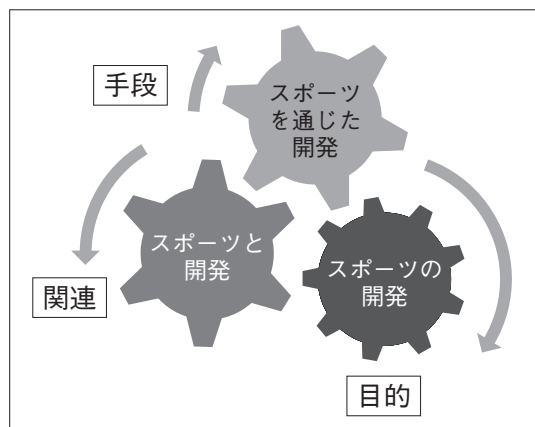 手段
スポーツ
を通じた
開発
スポーツと
開発
関連
スポーツの
開発
目的